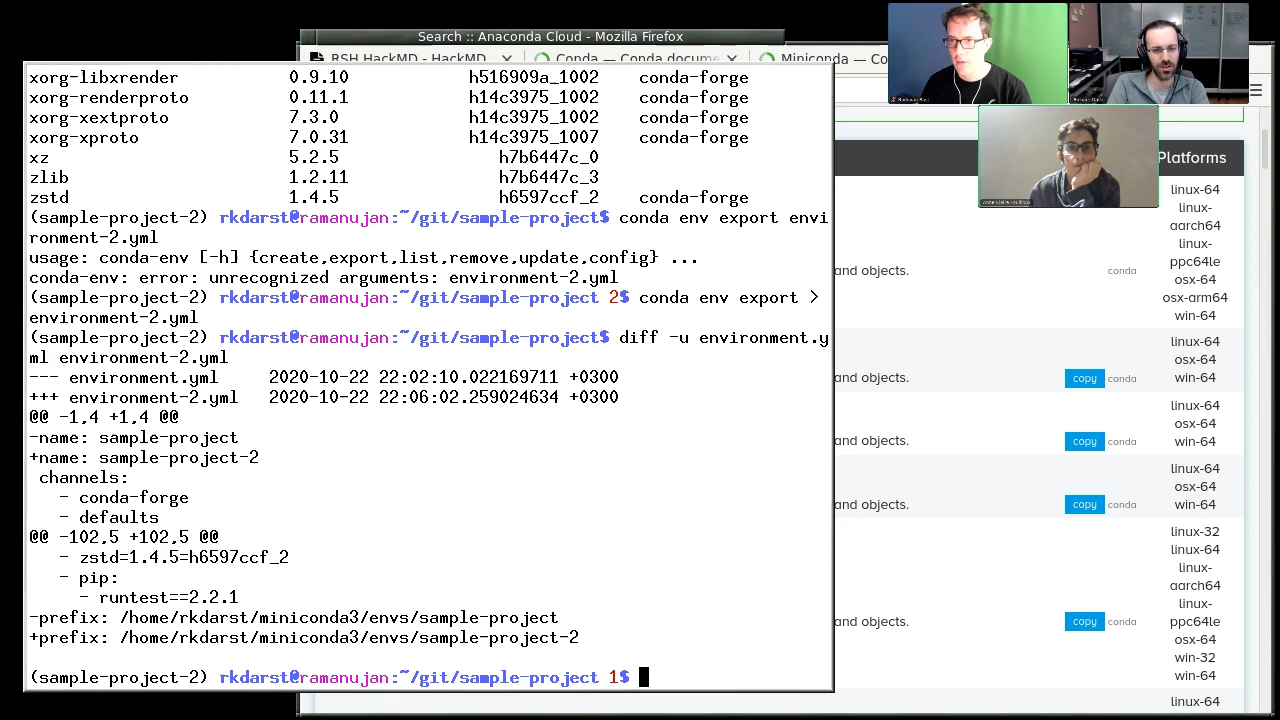 Search :: Anaconda Cloud - Mozilla Firefox
RSH HackMD - HackMD
Conda — Conda docume
Miniconda — Conda
xorg-libxrender 0.9.10 h516909a_1002 conda-forge
xorg-renderproto 0.11.1 h14c3975_1002 conda-forge
xorg-xextproto 7.3.0 h14c3975_1002 conda-forge
xorg-xproto 7.0.31 h14c3975_1007 conda-forge
xz 5.2.5 h7b6447c_0
zlib 1.2.11 h7b6447c_3
zstd 1.4.5 h6597ccf_2 conda-forge
(sample-project-2) rkdarst@ramanujan:~/git/sample-project$ conda env export envi
ronment-2.yml
usage: conda-env [-h] {create,export,list,remove,update,config} ...
conda-env: error: unrecognized arguments: environment-2.yml
(sample-project-2) rkdarst@ramanujan:~/git/sample-project 2$ conda env export >
environment-2.yml
(sample-project-2) rkdarst@ramanujan:~/git/sample-project$ diff -u environment.y
ml environment-2.yml
--- environment.yml 2020-10-22 22:02:10.022169711 +0300
+++ environment-2.yml 2020-10-22 22:06:02.259024634 +0300
@@ -1,4 +1,4 @@
-name: sample-project
+name: sample-project-2
channels:
- conda-forge
- defaults
@@ -102,5 +102,5 @@
- zstd=1.4.5=h6597ccf_2
- pip:
- runtest==2.2.1
-prefix: /home/rkdarst/miniconda3/envs/sample-project
+prefix: /home/rkdarst/miniconda3/envs/sample-project-2
(sample-project-2) rkdarst@ramanujan:~/git/sample-project 1$
Platforms
linux-64
linux-
aarch64
linux-
ppc64le
osx-64
osx-arm64
win-64
and objects. conda
linux-64
osx-64
win-64
and objects. copy conda
linux-64
osx-64
win-64
and objects. copy conda
linux-64
osx-64
win-64
and objects. copy conda
linux-32
linux-64
linux-
aarch64
linux-
ppc64le
osx-64
win-32
win-64
and objects. copy conda
linux-64